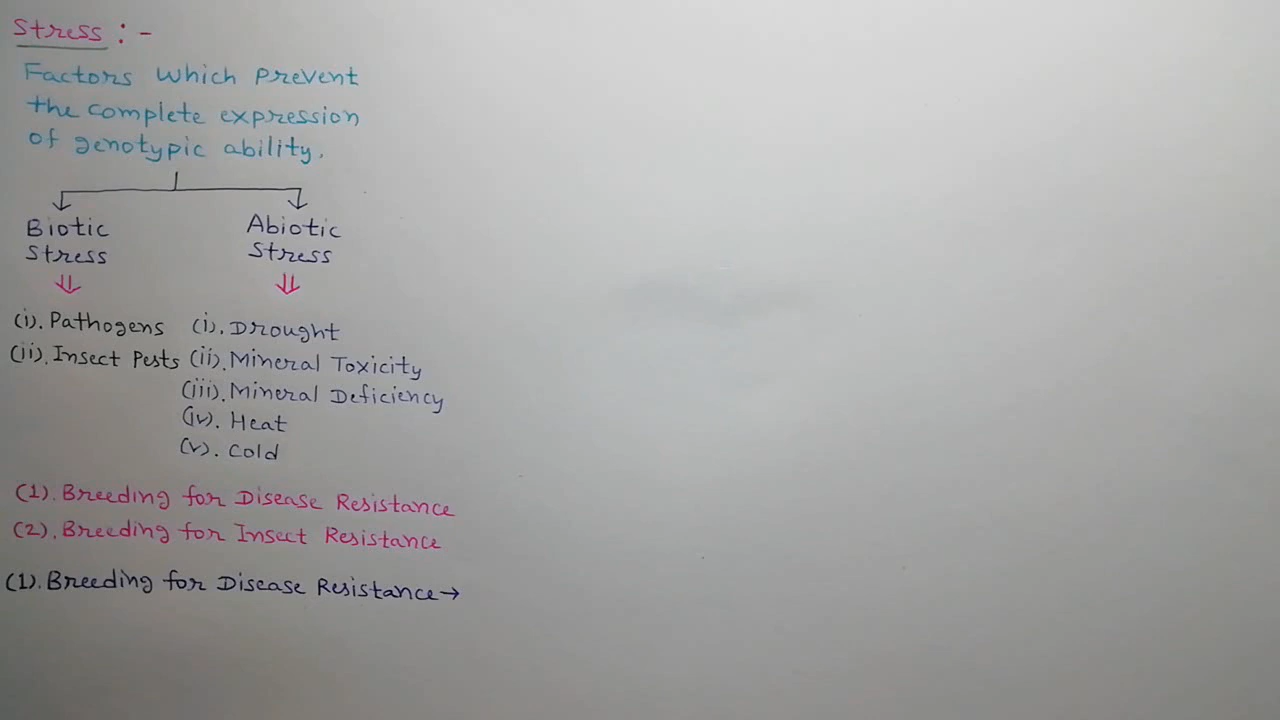 Stress :-
Factors which prevent
the complete expression
of genotypic ability.
Biotic
Stress
Abiotic
Stress
(i). Pathogens
(ii). Insect Pests
(i). Drought
(ii). Mineral Toxicity
(iii). Mineral Deficiency
(iv). Heat
(v). Cold
(1). Breeding for Disease Resistance
(2). Breeding for Insect Resistance
(1). Breeding for Disease Resistance→